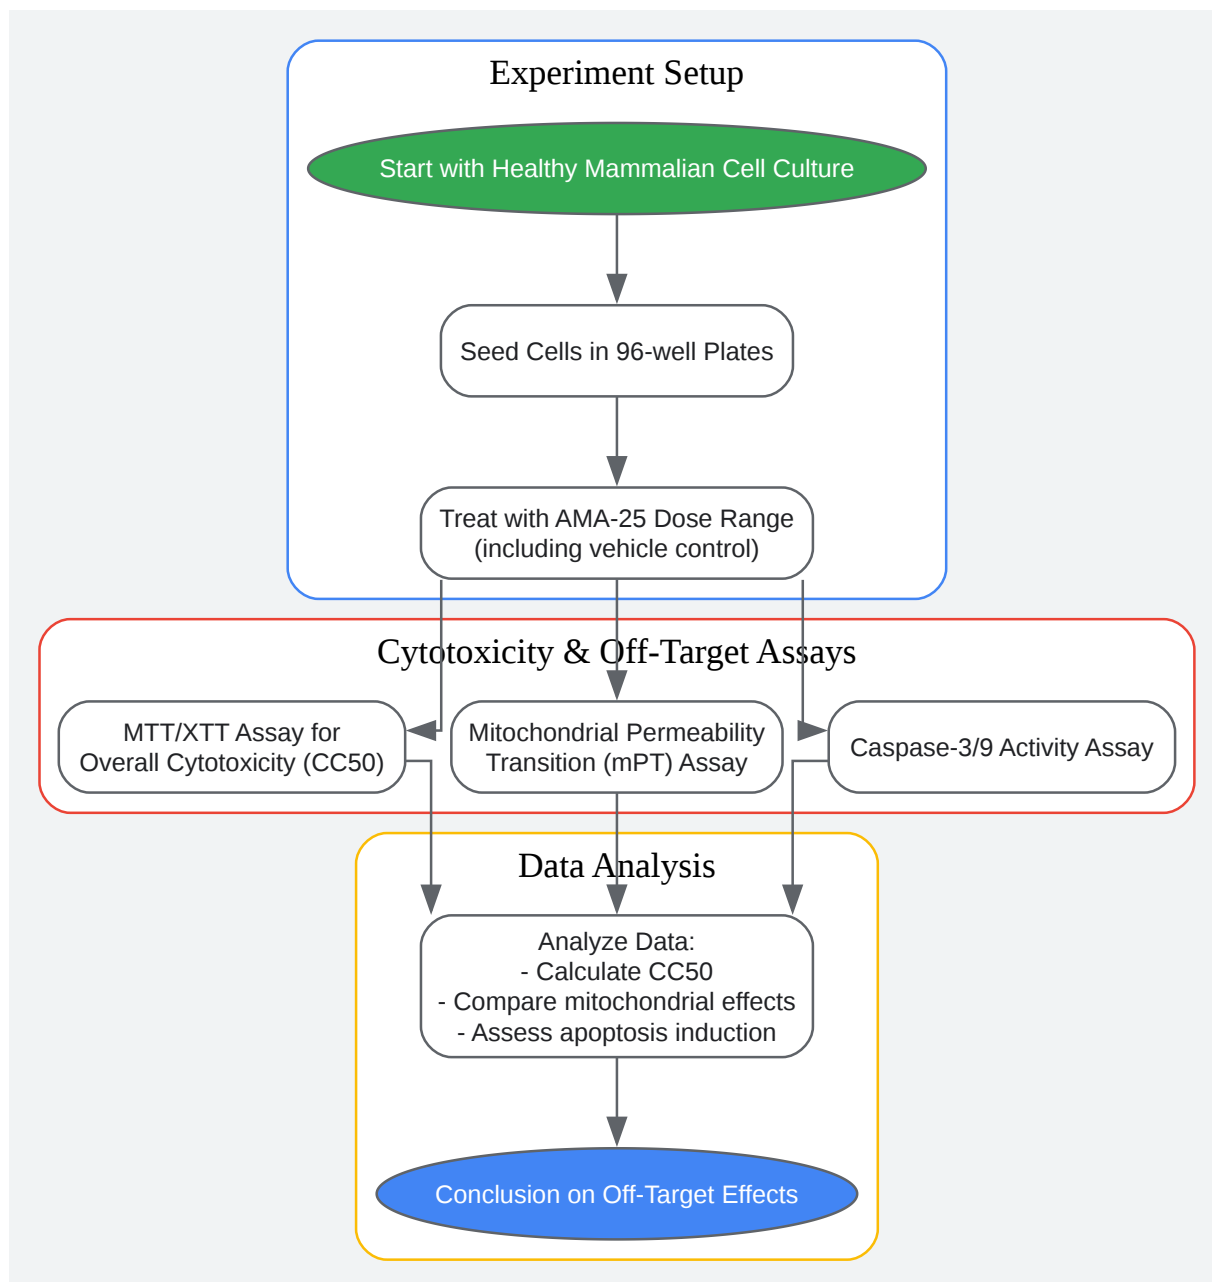 Experiment Setup
Start with Healthy Mammalian Cell Culture
Seed Cells in 96-well Plates
Treat with AMA-25 Dose Range
(including vehicle control)
Cytotoxicity & Off-Target Assays
MTT/XTT Assay for
Overall Cytotoxicity (CC50)
Mitochondrial Permeability
Transition (mPT) Assay
Caspase-3/9 Activity Assay
Data Analysis
Analyze Data:
- Calculate CC50
- Compare mitochondrial effects
- Assess apoptosis induction
Conclusion on Off-Target Effects